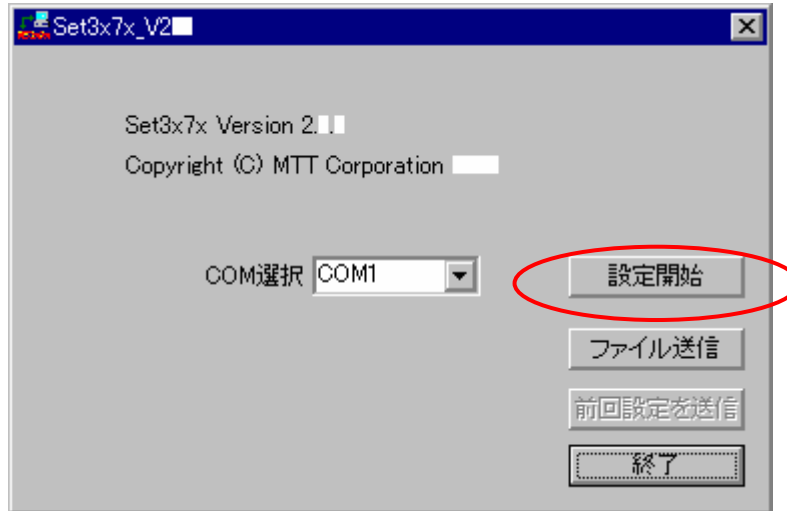 Set3x7x_V2
Set3x7x Version 2. .
Copyright (C) MTT Corporation
COM選択 COM1
設定開始
ファイル送信
前回設定を送信
終了